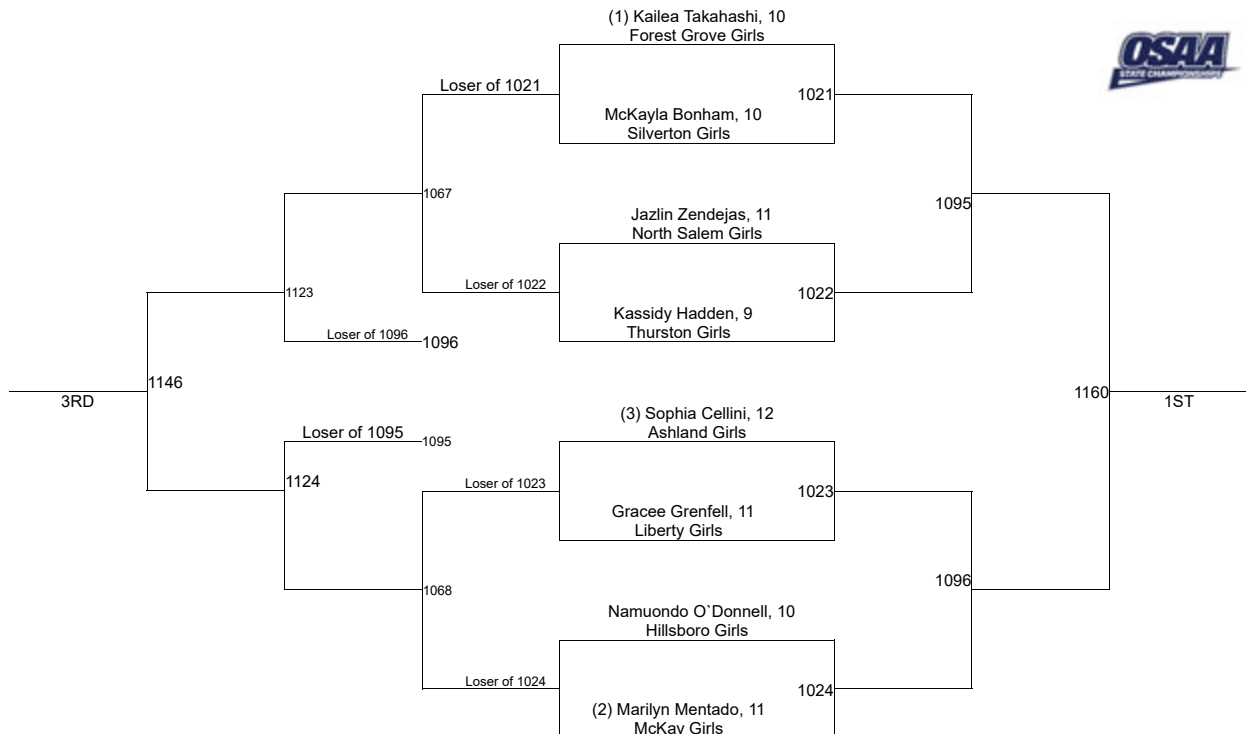 (1) Kailea Takahashi, 10
Forest Grove Girls
OSAA
STATE CHAMPIONSHIPS
Loser of 1021
1021
McKayla Bonham, 10
Silverton Girls
1067
1095
Jazlin Zendejas, 11
North Salem Girls
Loser of 1022
1022
1123
Kassidy Hadden, 9
Thurston Girls
Loser of 1096
1096
1146
1160
3RD
1ST
(3) Sophia Cellini, 12
Ashland Girls
Loser of 1095
1095
1124
Loser of 1023
1023
Gracee Grenfell, 11
Liberty Girls
1096
1068
Namuondo O`Donnell, 10
Hillsboro Girls
Loser of 1024
1024
(2) Marilyn Mentado, 11
McKay Girls